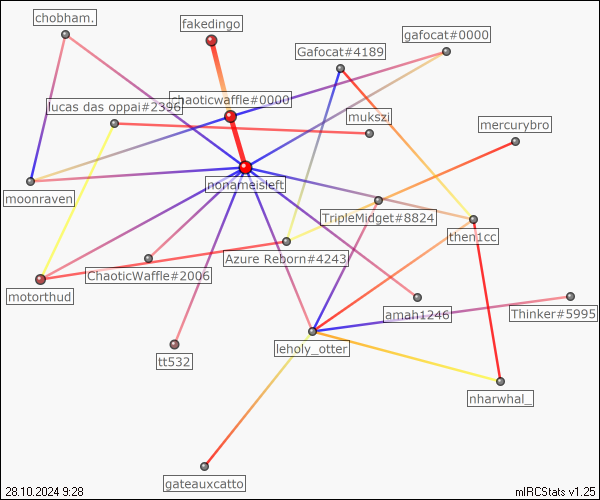 chobham.
fakedingo
gafocat#0000
Gafocat#4189
chaoticwaffle#0000
lucas das oppai#2396
mukszi
mercurybro
nonameisleft
moonraven
TripleMidget#8824
then1cc
Azure Reborn#4243
ChaoticWaffle#2006
motorthud
amah1246
Thinker#5995
leholy_otter
tt532
nharwhal_
gateauxcatto
28.10.2024 9:28
mIRCStats v1.25